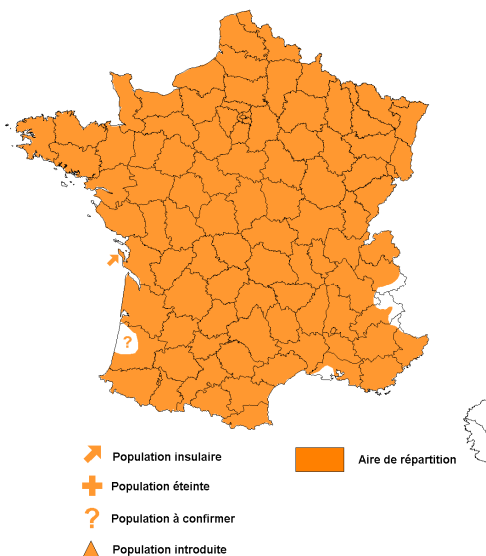 ?
Population insulaire
Aire de répartition
Population éteinte
? Population à confirmer
Population introduite